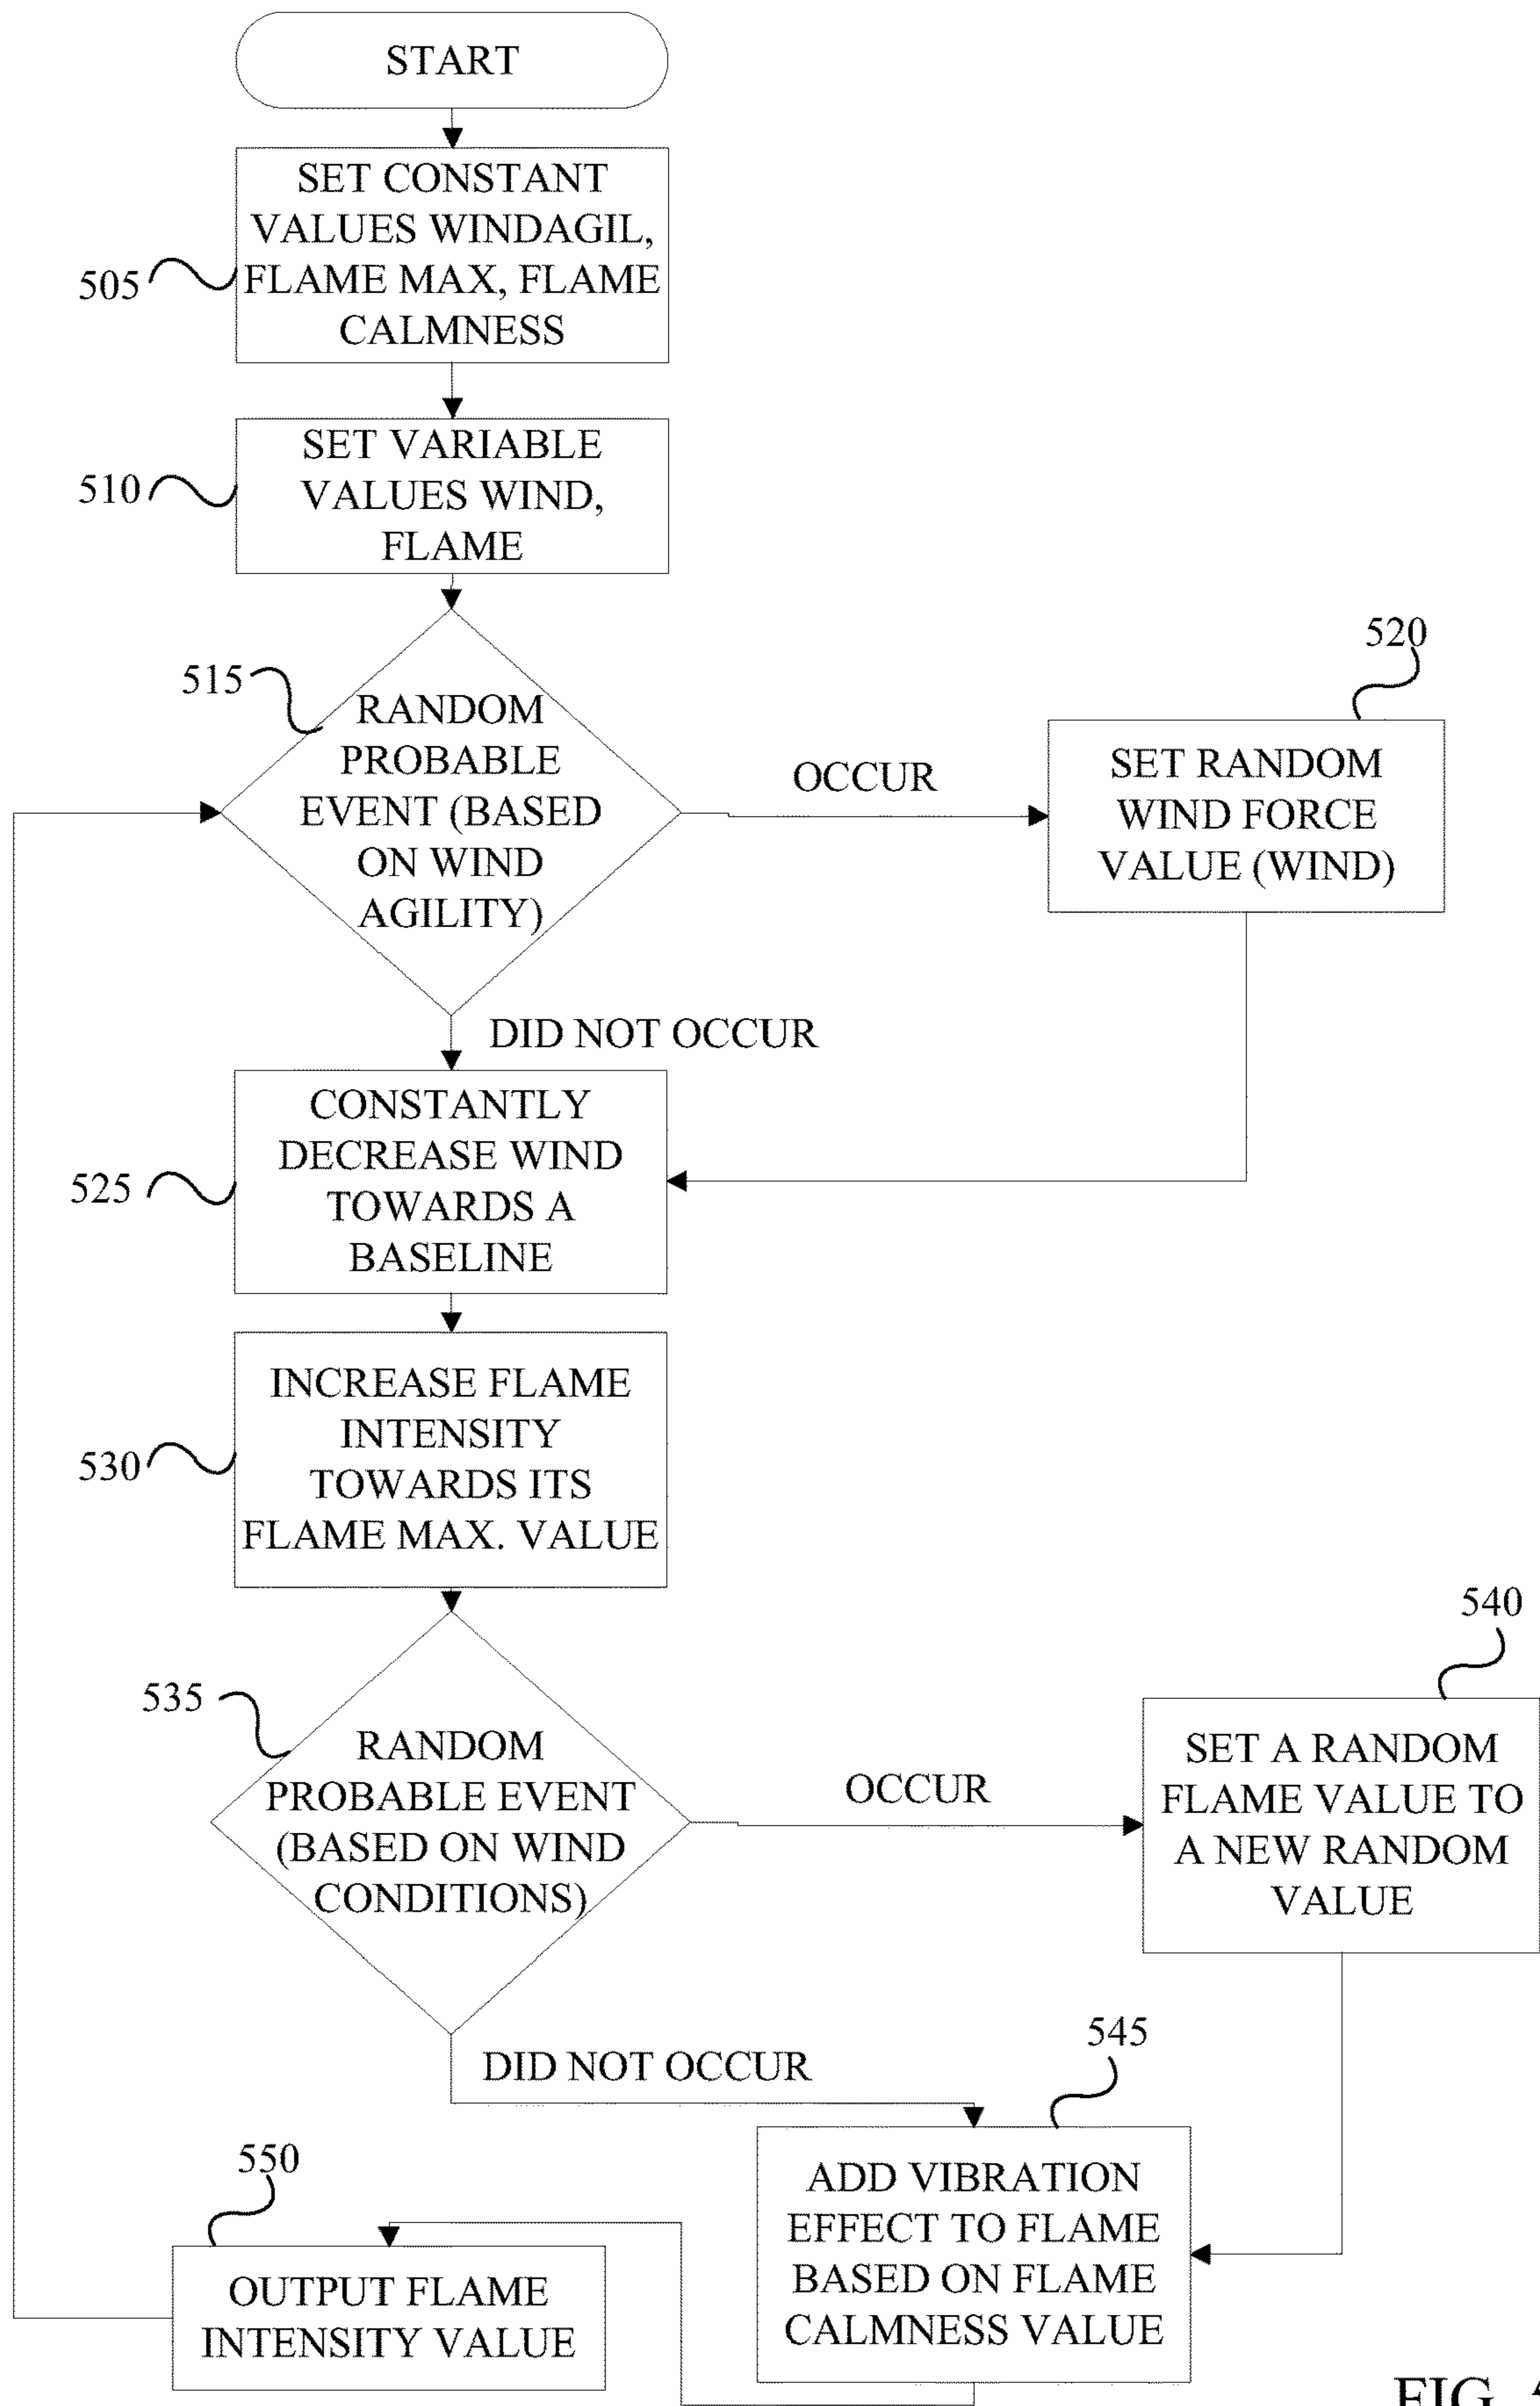 START
SET CONSTANT
VALUES WINDAGIL,
FLAME MAX, FLAME
CALMNESS
505
SET VARIABLE
VALUES WIND,
FLAME
510
515
RANDOM
PROBABLE
EVENT (BASED
ON WIND
AGILITY)
OCCUR
520
SET RANDOM
WIND FORCE
VALUE (WIND)
DID NOT OCCUR
CONSTANTLY
DECREASE WIND
TOWARDS A
BASELINE
525
INCREASE FLAME
INTENSITY
TOWARDS ITS
FLAME MAX. VALUE
530
535
RANDOM
PROBABLE EVENT
(BASED ON WIND
CONDITIONS)
OCCUR
540
SET A RANDOM
FLAME VALUE TO
A NEW RANDOM
VALUE
DID NOT OCCUR
545
ADD VIBRATION
EFFECT TO FLAME
BASED ON FLAME
CALMNESS VALUE
550
OUTPUT FLAME
INTENSITY VALUE
FIG